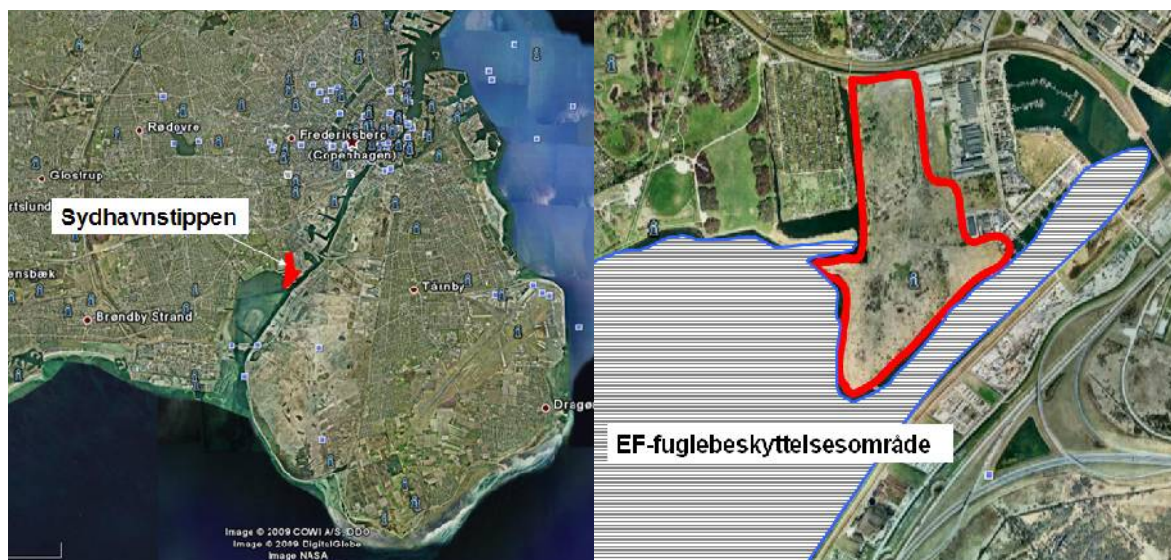 Rødovre
Frederiksberg
(Copenhagen)
Glostrup
Sydhavnstippen
Tårnby
Brøndby Strand
Dragø
Image © 2009 COWI A/S, DDO
Image © 2009 DigitalGlobe
Image NASA
EF-fuglebeskyttelsesområde